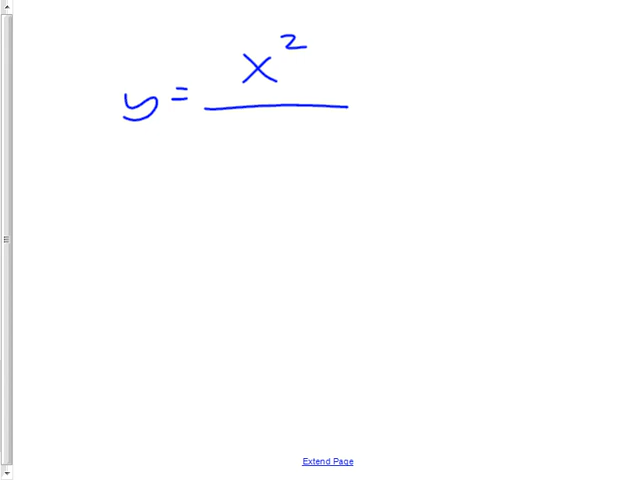 y = x² / 
Extend Page